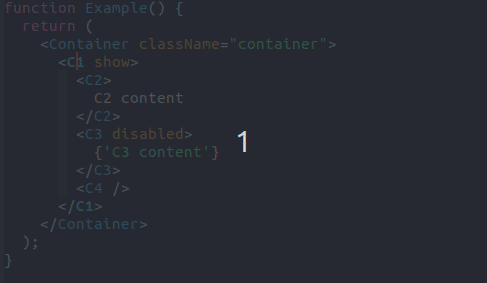 function Example() {
  return (
    <Container className="container">
      <C1 show>
        <C2>
          C2 content
        </C2>
        <C3 disabled>
          {'C3 content'}
        </C3>
        <C4 />
      </C1>
    </Container>
  );
}
1